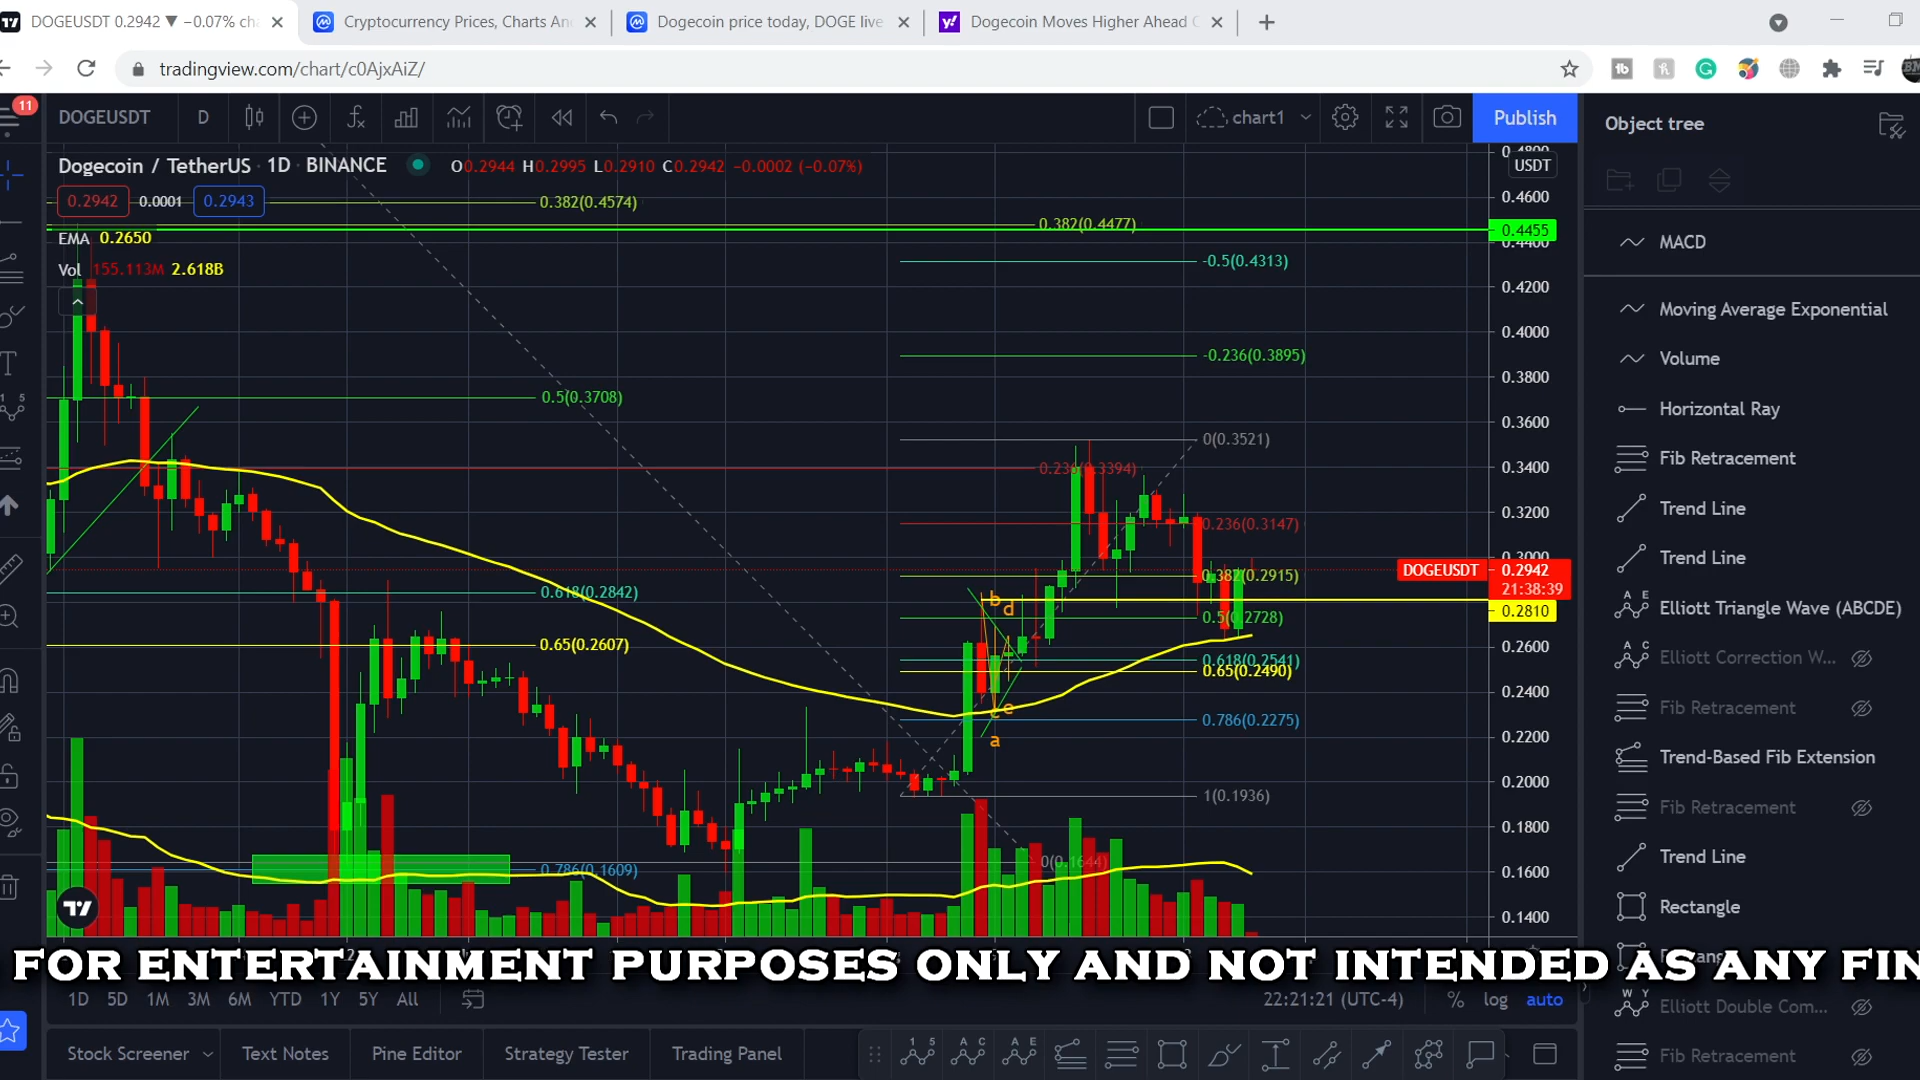 DOGEUSDT 0.2942 ▼ −0.07% ch
Cryptocurrency Prices, Charts An
Dogecoin price today, DOGE live
Dogecoin Moves Higher Ahead
tradingview.com/chart/c0AjxAiZ/
11
DOGEUSDT
D
chart1
Publish
Object tree
Dogecoin / TetherUS · 1D · BINANCE
O0.2944 H0.2995 L0.2910 C0.2942 −0.0002 (−0.07%)
USDT
0.2942
0.0001
0.2943
EMA 0.2650
Vol 155.113M 2.618B
0.382(0.4574)
0.382(0.4477)
-0.5(0.4313)
-0.236(0.3895)
0.5(0.3708)
0(0.3521)
0.236(0.3394)
0.236(0.3147)
0.382(0.2915)
0.618(0.2842)
b
d
0.5(0.2728)
0.65(0.2607)
0.618(0.2541)
0.65(0.2490)
c
e
0.786(0.2275)
a
1(0.1936)
0(0.1644)
0.786(0.1609)
0.4800
0.4600
0.4455
0.4400
0.4200
0.4000
0.3800
0.3600
0.3400
0.3200
0.3000
DOGEUSDT 0.2942
21:38:39
0.2810
0.2600
0.2400
0.2200
0.2000
0.1800
0.1600
0.1400
MACD
Moving Average Exponential
Volume
Horizontal Ray
Fib Retracement
Trend Line
Trend Line
Elliott Triangle Wave (ABCDE)
Elliott Correction W...
Fib Retracement
Trend-Based Fib Extension
Fib Retracement
Trend Line
Rectangle
Elliott Double Com...
Fib Retracement
FOR ENTERTAINMENT PURPOSES ONLY AND NOT INTENDED AS ANY FIN
1D 5D 1M 3M 6M YTD 1Y 5Y All
22:21:21 (UTC-4)
% log auto
Stock Screener
Text Notes
Pine Editor
Strategy Tester
Trading Panel